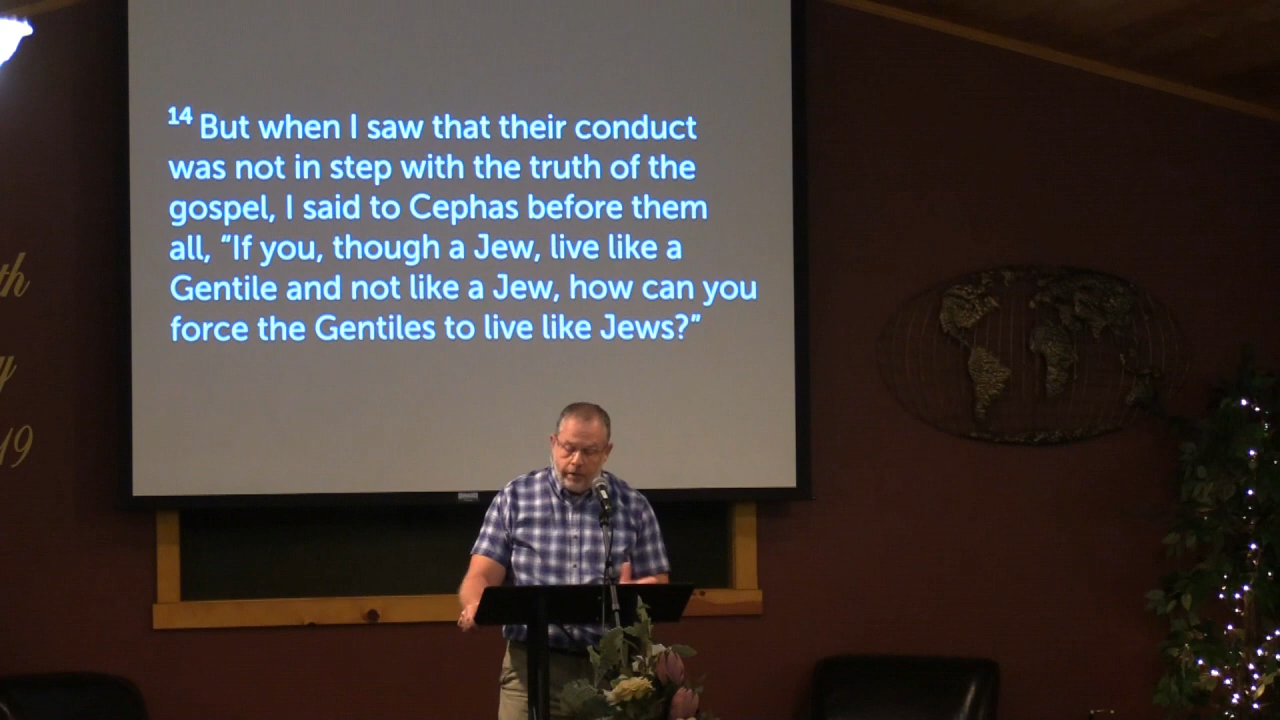 14 But when I saw that their conduct
was not in step with the truth of the
gospel, I said to Cephas before them
all, “If you, though a Jew, live like a
Gentile and not like a Jew, how can you
force the Gentiles to live like Jews?”
th
y
19